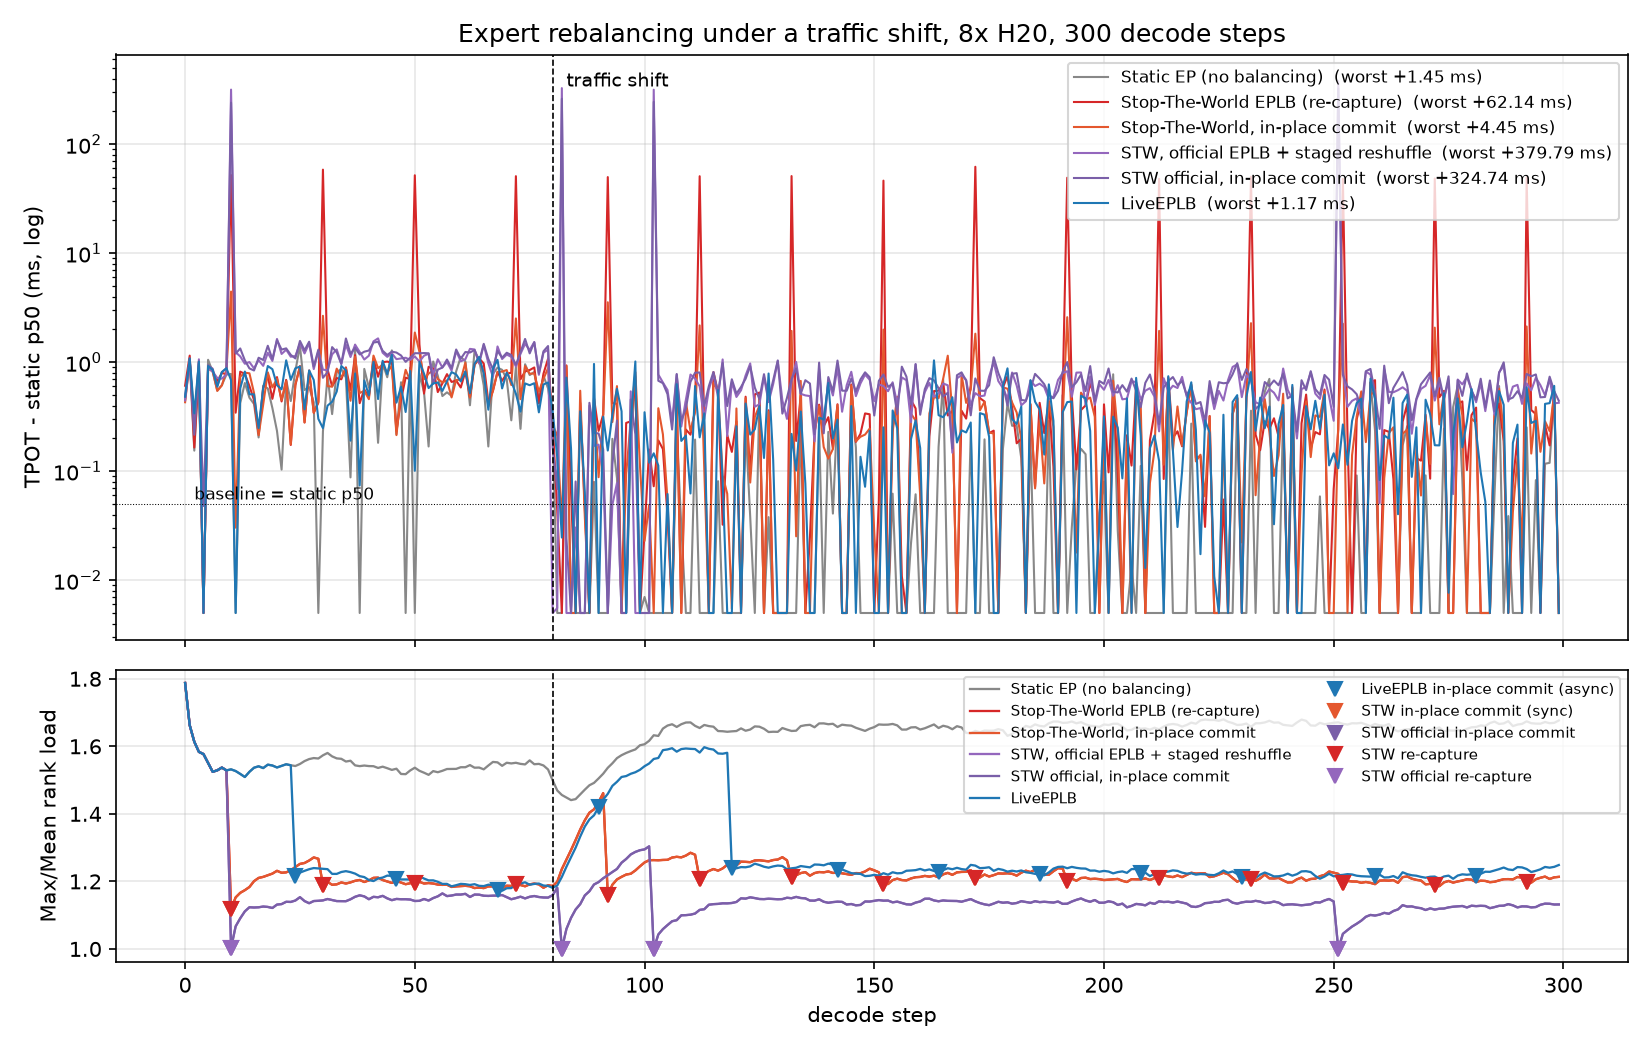 Expert rebalancing under a traffic shift, 8x H20, 300 decode steps
TPOT - static p50 (ms, log)
10²
10¹
10⁰
10⁻¹
10⁻²
traffic shift
baseline = static p50
Static EP (no balancing)  (worst +1.45 ms)
Stop-The-World EPLB (re-capture)  (worst +62.14 ms)
Stop-The-World, in-place commit  (worst +4.45 ms)
STW, official EPLB + staged reshuffle  (worst +379.79 ms)
STW official, in-place commit  (worst +324.74 ms)
LiveEPLB  (worst +1.17 ms)
Max/Mean rank load
1.8
1.6
1.4
1.2
1.0
Static EP (no balancing)
Stop-The-World EPLB (re-capture)
Stop-The-World, in-place commit
STW, official EPLB + staged reshuffle
STW official, in-place commit
LiveEPLB
LiveEPLB in-place commit (async)
STW in-place commit (sync)
STW official in-place commit
STW re-capture
STW official re-capture
0 50 100 150 200 250 300
decode step